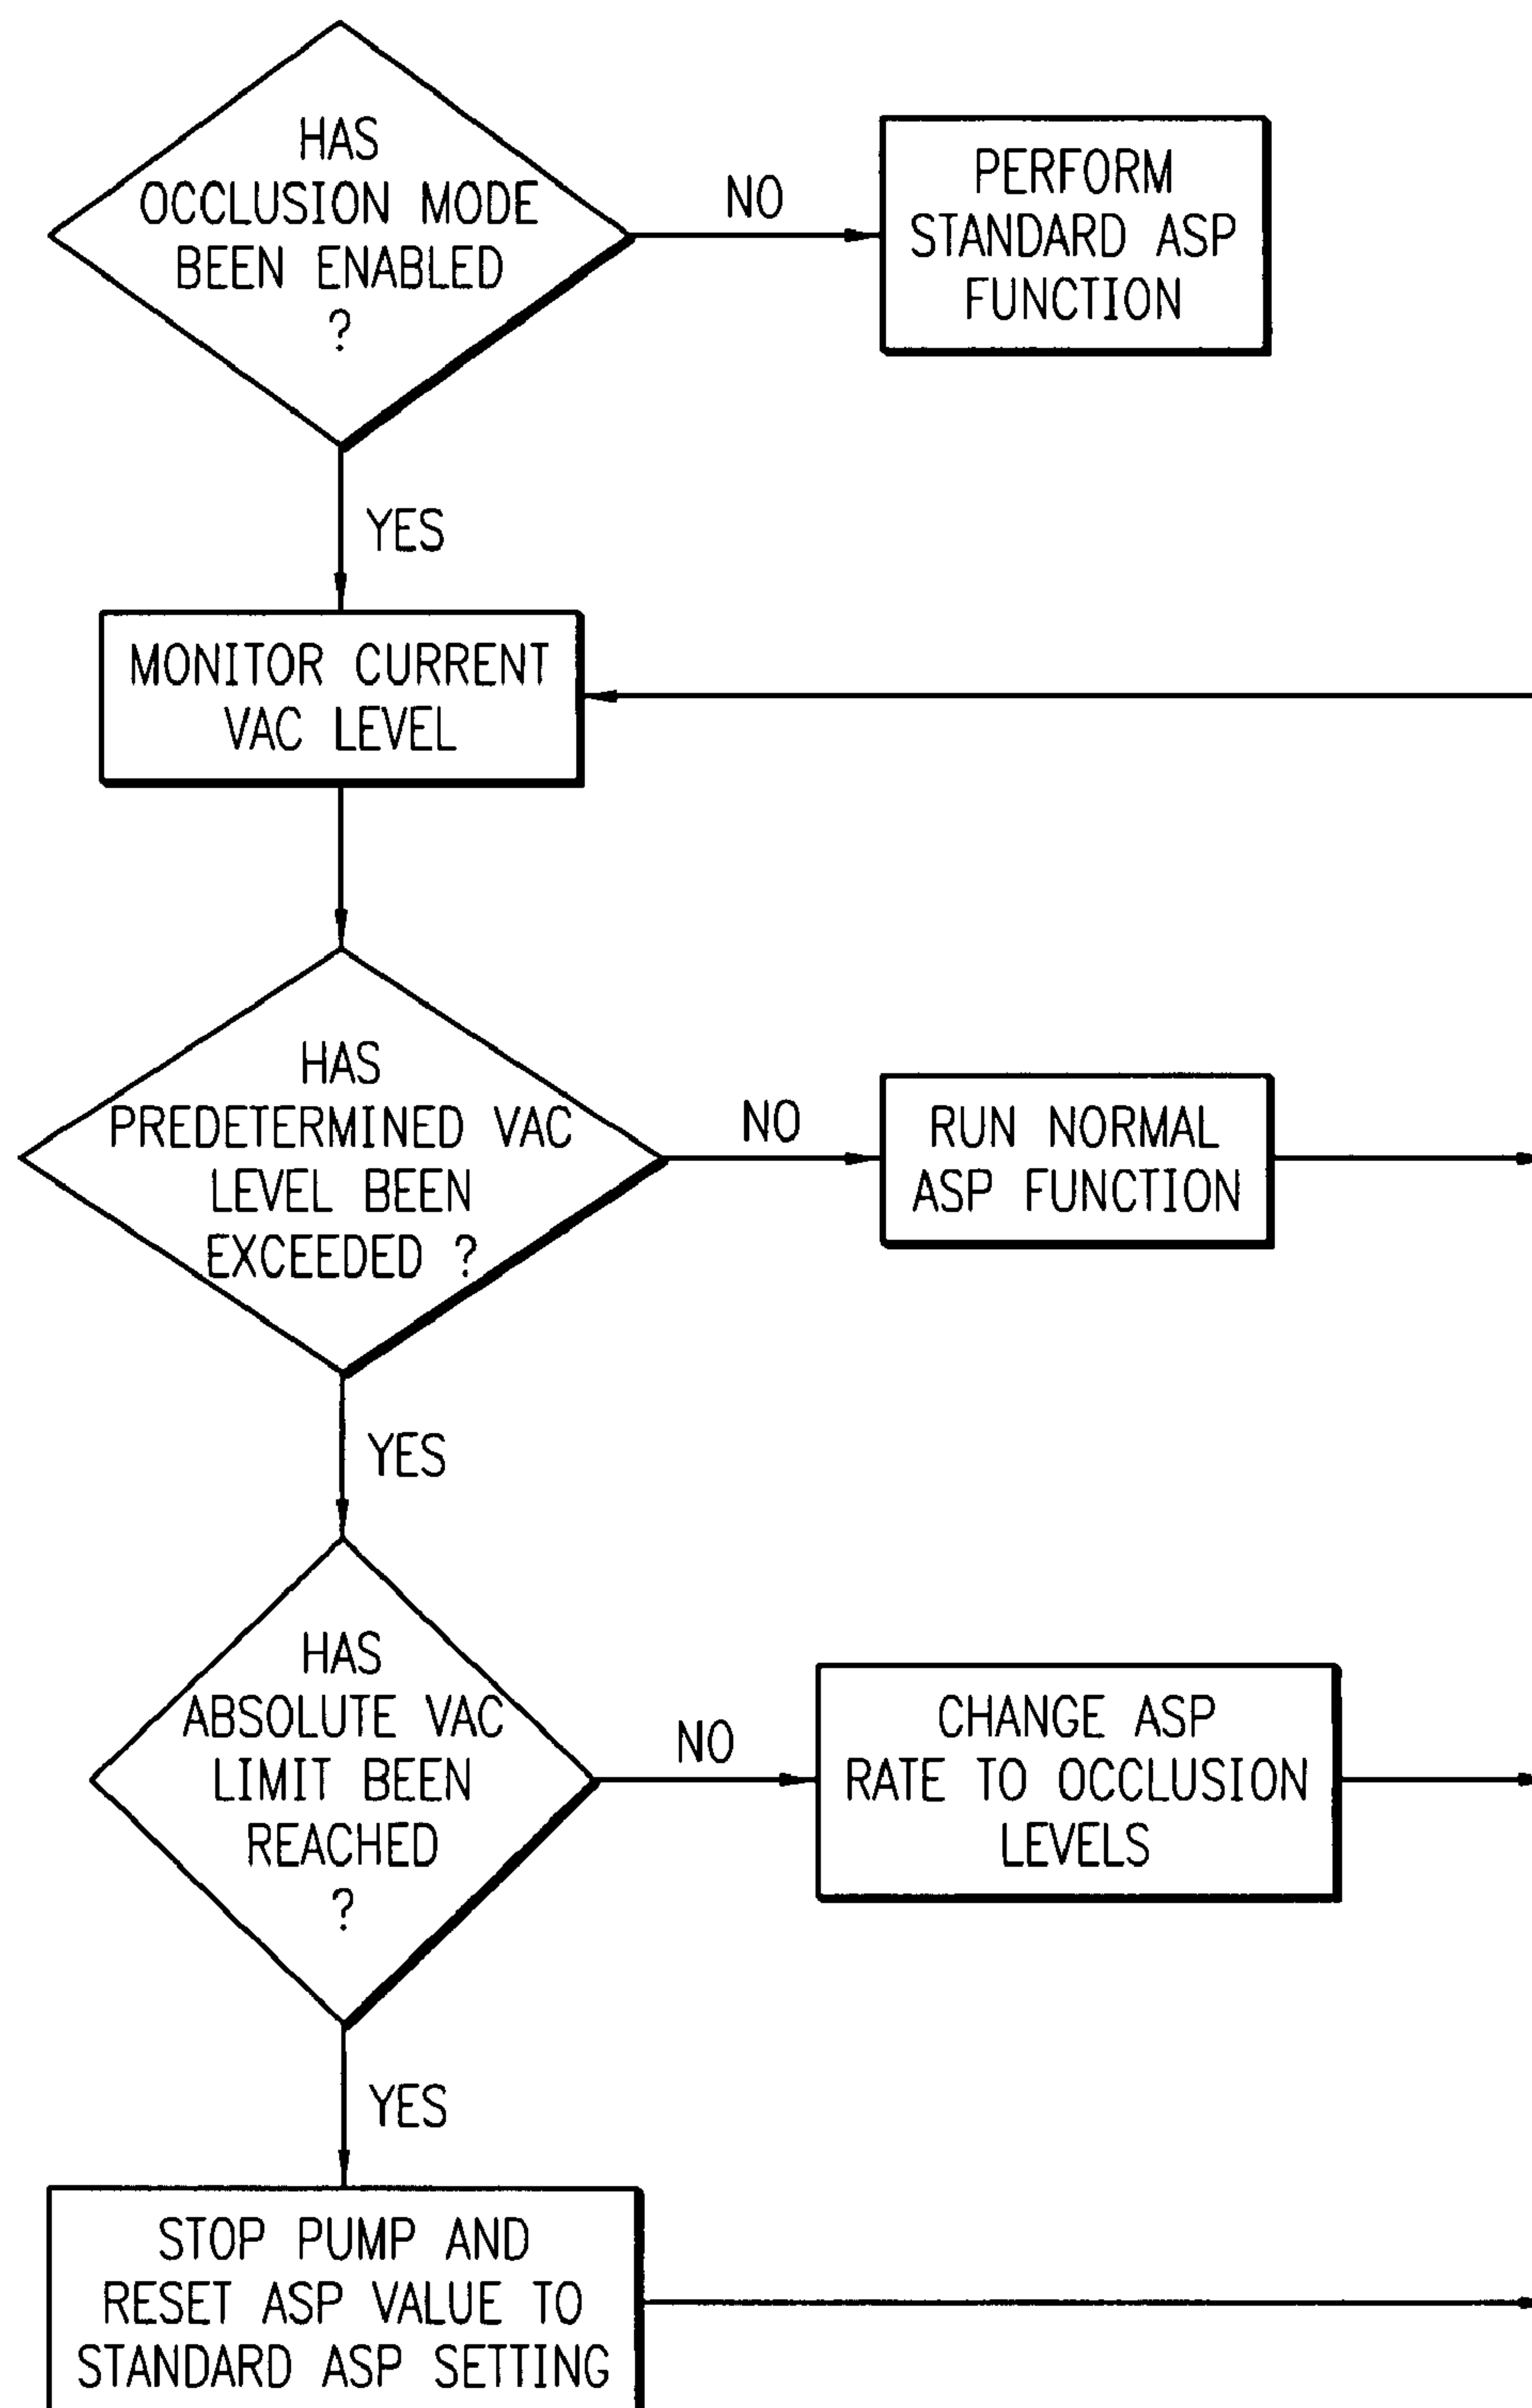 HAS
OCCLUSION MODE
BEEN ENABLED
?
NO
PERFORM
STANDARD ASP
FUNCTION
YES
MONITOR CURRENT
VAC LEVEL
HAS
PREDETERMINED VAC
LEVEL BEEN
EXCEEDED ?
NO
RUN NORMAL
ASP FUNCTION
YES
HAS
ABSOLUTE VAC
LIMIT BEEN
REACHED
?
NO
CHANGE ASP
RATE TO OCCLUSION
LEVELS
YES
STOP PUMP AND
RESET ASP VALUE TO
STANDARD ASP SETTING